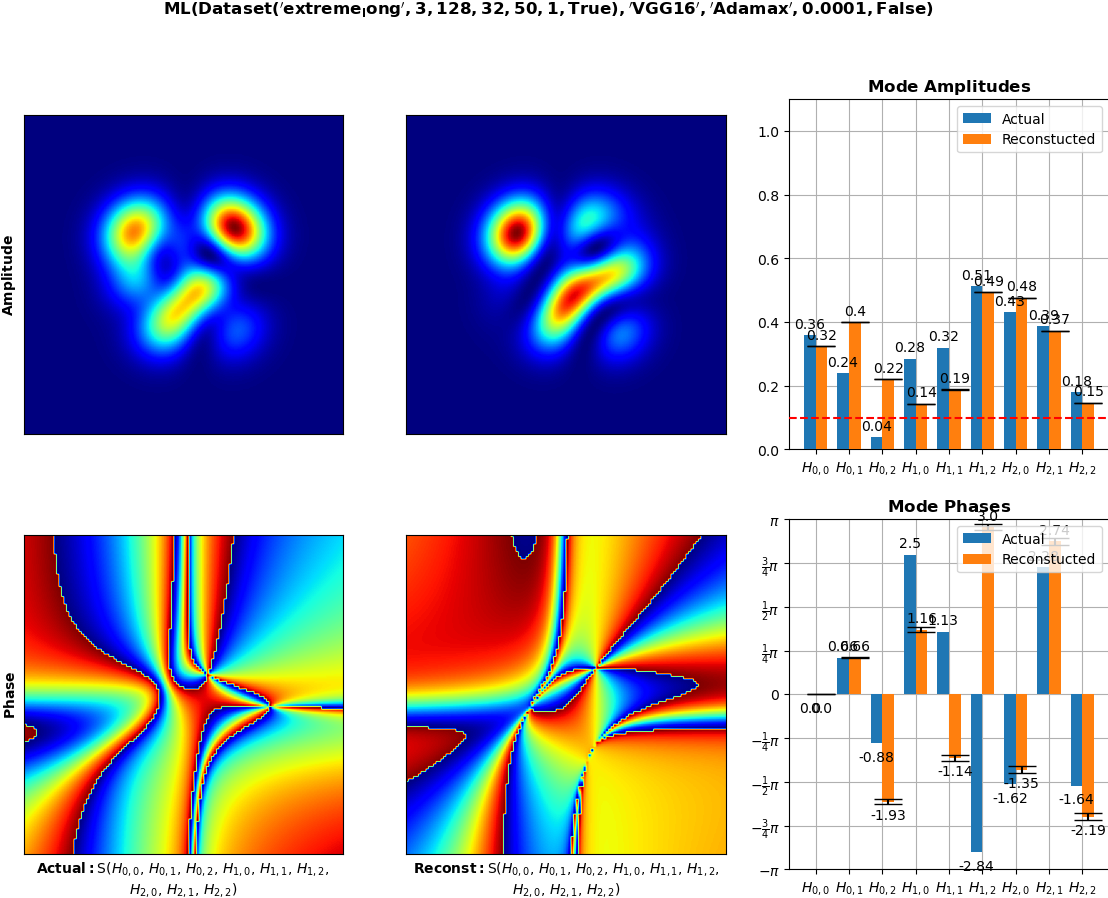 ML(Dataset('extreme_long', 3, 128, 32, 50, 1, True), 'VGG16', 'Adamax', 0.0001, False)
Amplitude
Mode Amplitudes
Actual
Reconstucted
1.0
0.8
0.6
0.4
0.2
0.0
0.36
0.32
0.24
0.4
0.04
0.22
0.28
0.14
0.32
0.19
0.51
0.49
0.43
0.48
0.39
0.37
0.18
0.15
H0,0 H0,1 H0,2 H1,0 H1,1 H1,2 H2,0 H2,1 H2,2
Phase
Mode Phases
Actual
Reconstucted
π
3/4π
1/2π
1/4π
0
−1/4π
−1/2π
−3/4π
−π
0.0
0.0
0.66
0.66
-0.88
-1.93
2.5
1.16
1.13
-1.14
-2.84
3.0
-1.62
-1.35
2.74
-1.64
-2.19
H0,0 H0,1 H0,2 H1,0 H1,1 H1,2 H2,0 H2,1 H2,2
Actual: S(H0,0, H0,1, H0,2, H1,0, H1,1, H1,2,
H2,0, H2,1, H2,2)
Reconst: S(H0,0, H0,1, H0,2, H1,0, H1,1, H1,2,
H2,0, H2,1, H2,2)